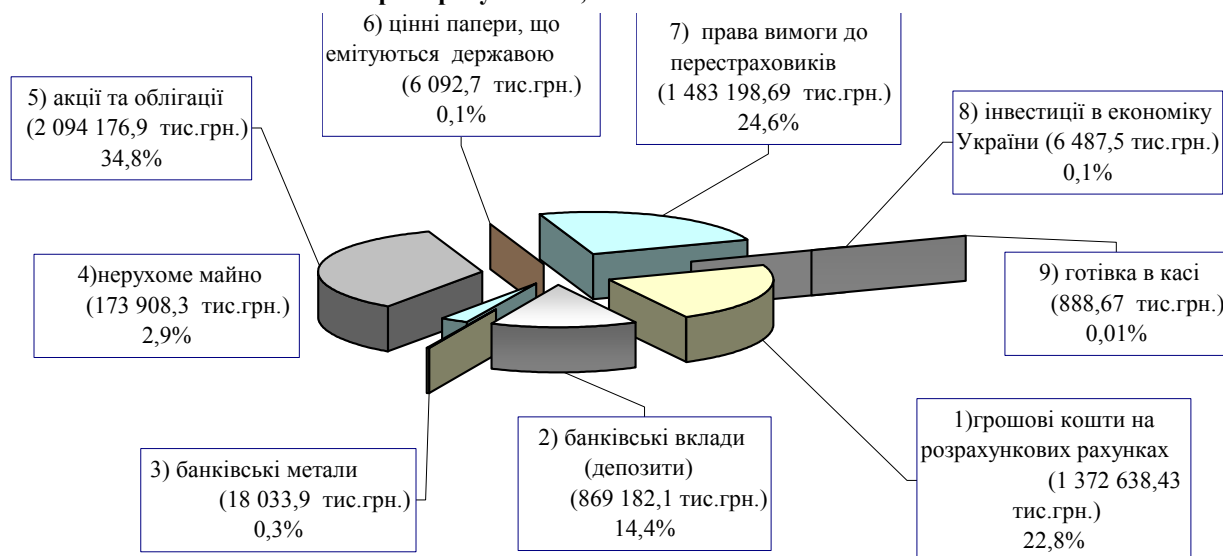 6) цінні папери, що
емітуються державою
(6 092,7 тис.грн.)
0,1%
7) права вимоги до
перестраховиків
(1 483 198,69 тис.грн.)
24,6%
5) акції та облігації
(2 094 176,9 тис.грн.)
34,8%
8) інвестиції в економіку
України (6 487,5 тис.грн.)
0,1%
4)нерухоме майно
(173 908,3 тис.грн.)
2,9%
9) готівка в касі
(888,67 тис.грн.)
0,01%
3) банківські метали
(18 033,9 тис.грн.)
0,3%
2) банківські вклади
(депозити)
(869 182,1 тис.грн.)
14,4%
1)грошові кошти на
розрахункових рахунках
(1 372 638,43
тис.грн.)
22,8%